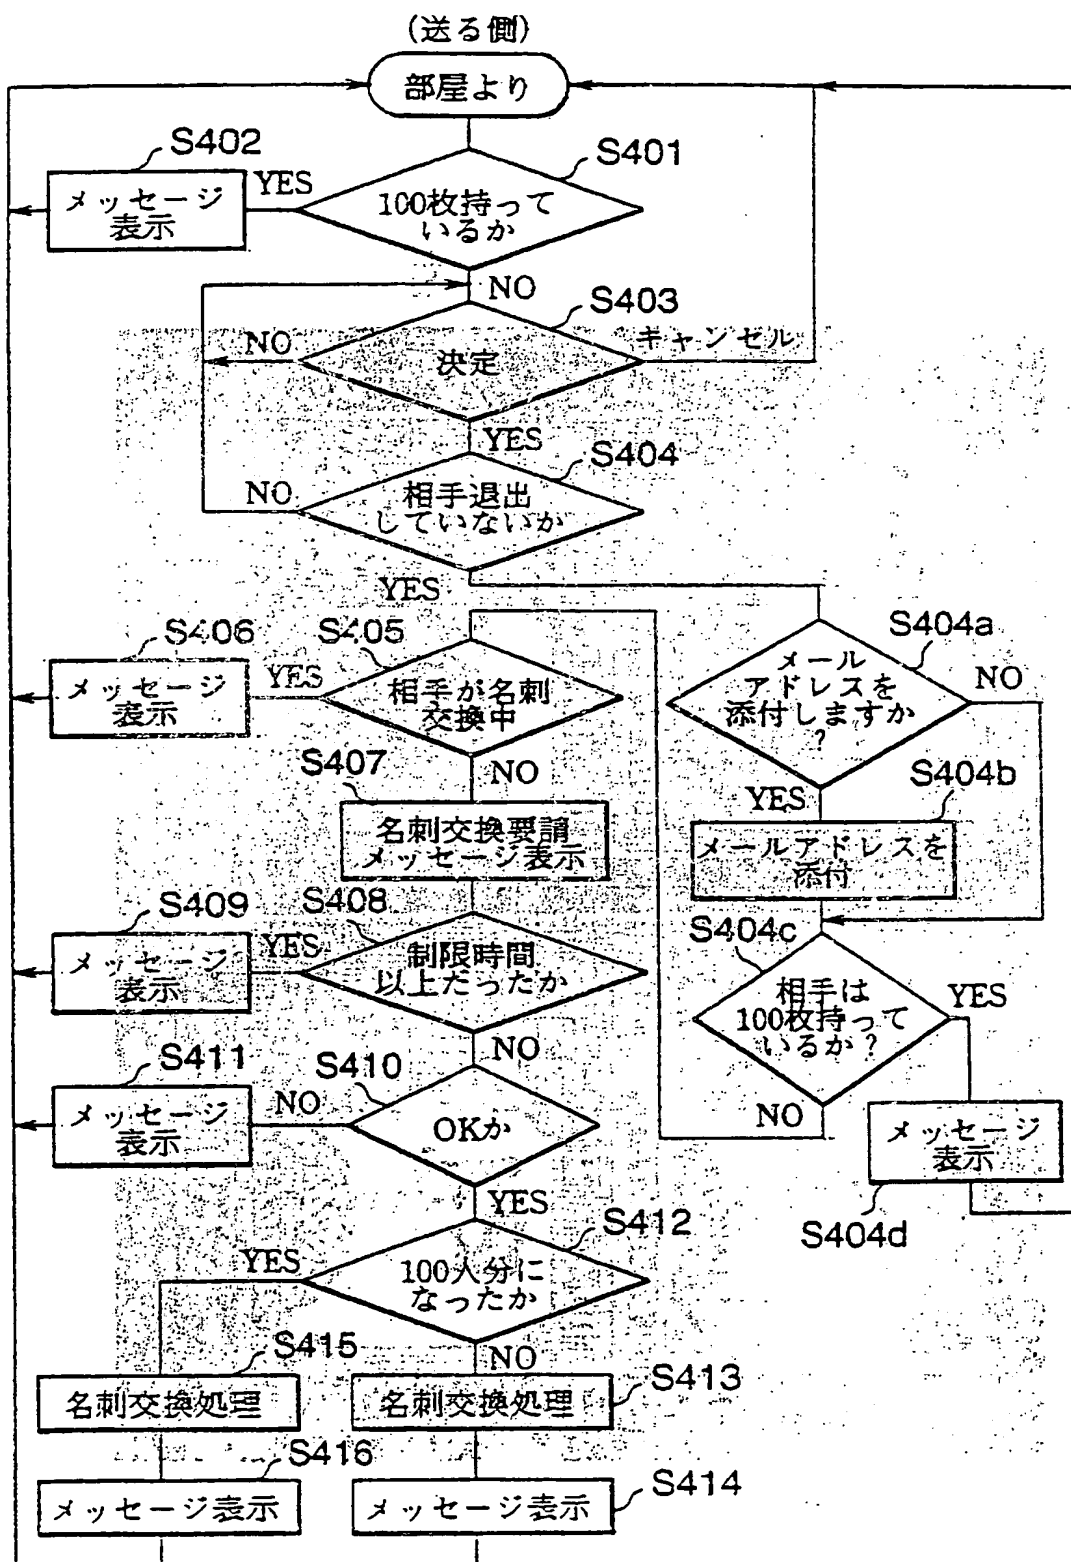 (送る側)
部屋より
S402
S401
メッセージ
表示
YES
100枚持って
いるか
NO
S403
NO
決定
キャンセル
YES
S404
NO
相手退出
していないか
YES
S406
S405
S404a
メッセージ
表示
YES
相手が名刺
交換中
メール
アドレスを
添付しますか
?
NO
S407
NO
S404b
YES
名刺交換要請
メッセージ表示
メールアドレスを
添付
S409
S408
S404c
メッセージ
表示
YES
制限時間
以上だったか
相手は
100枚持って
いるか?
YES
S411
S410
NO
メッセージ
表示
NO
OKか
NO
メッセージ
表示
YES
S412
S404d
YES
100人分に
なったか
S415
NO
S413
名刺交換処理
名刺交換処理
S416
S414
メッセージ表示
メッセージ表示